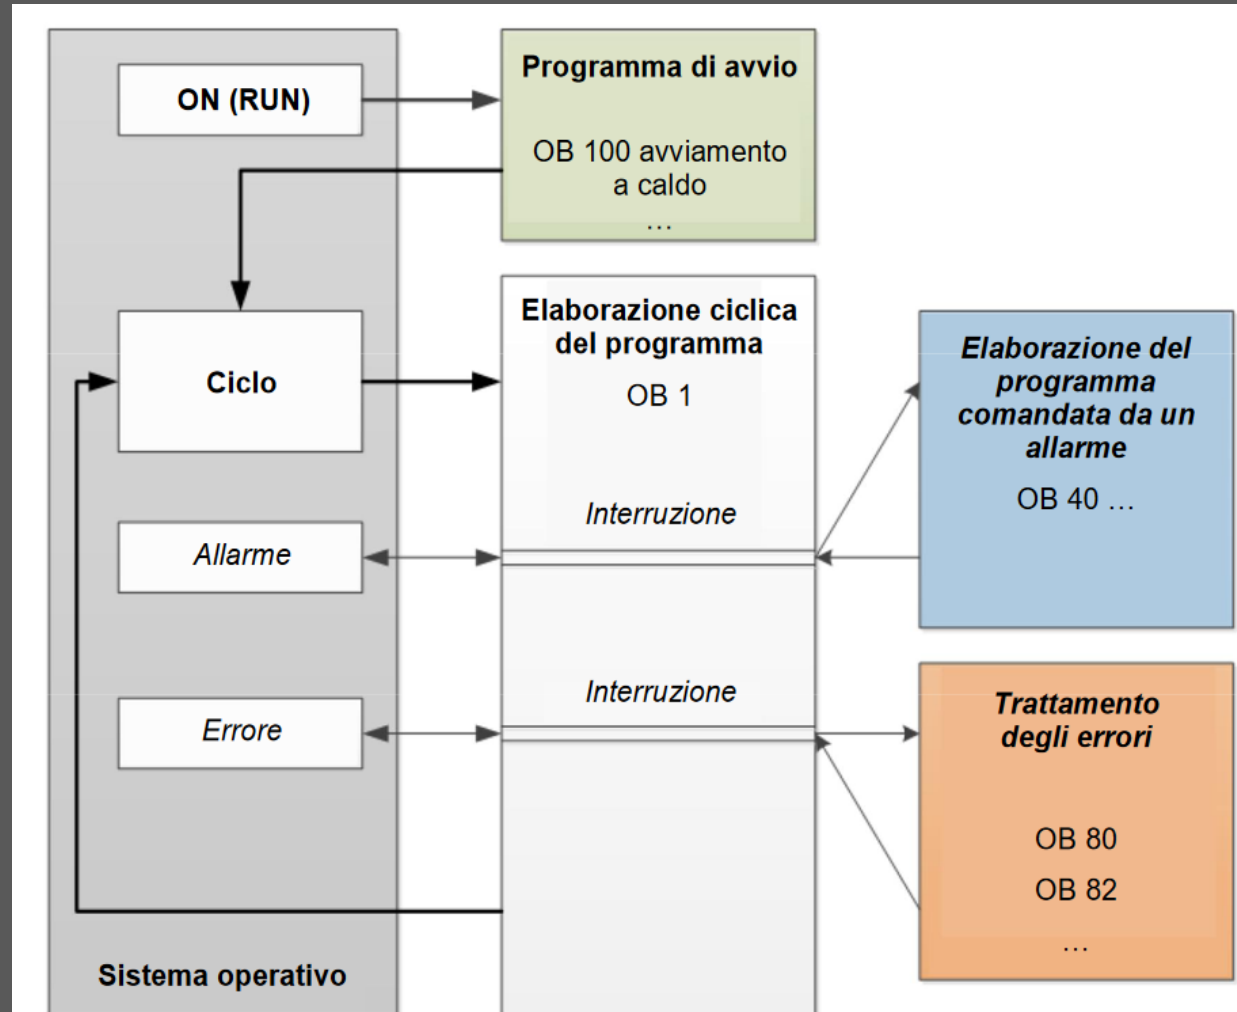 ON (RUN)
Programma di avvio
OB 100 avviamento
a caldo
...
Ciclo
Elaborazione ciclica
del programma
OB 1
Interruzione
Allarme
Elaborazione del
programma
comandata da un
allarme
OB 40 ...
Interruzione
Errore
Trattamento
degli errori
OB 80
OB 82
...
Sistema operativo